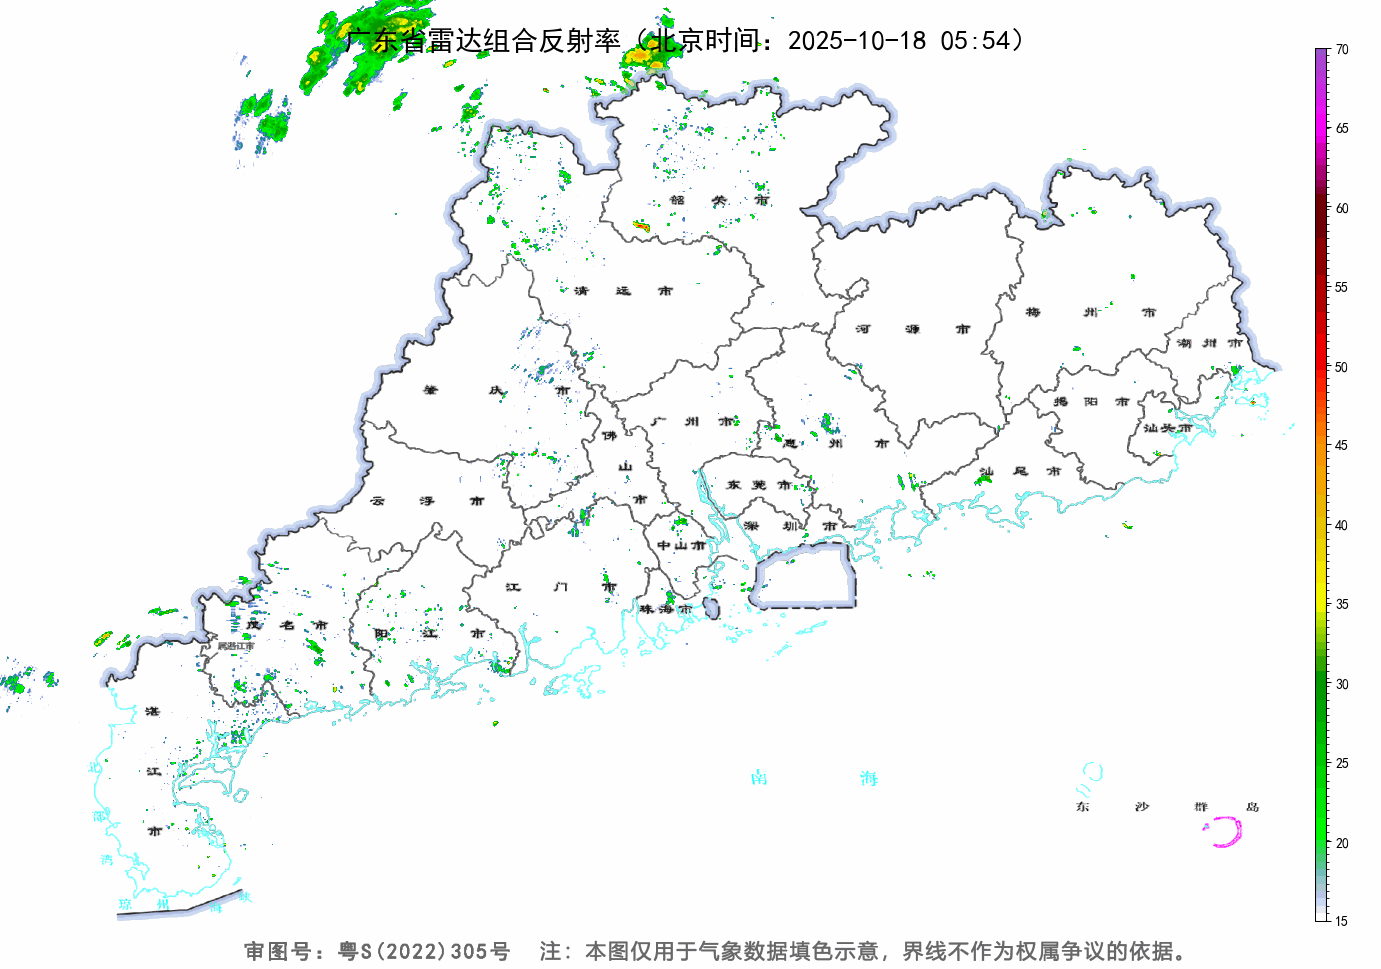 广东省雷达组合反射率（北京时间：2025-10-18 05:54）
70
65
60
55
50
45
40
35
30
25
20
15
韶关市
清远市
河源市
梅州市
潮州市
肇庆市
广州市
佛山市
惠州市
揭阳市
汕头市
汕尾市
云浮市
东莞市
深圳市
中山市
江门市
珠海市
茂名市
阳江市
属湛江市
湛江市
北部湾
琼州海峡
南海
东沙群岛
审图号：粤S(2022)305号 注：本图仅用于气象数据填色示意，界线不作为权属争议的依据。